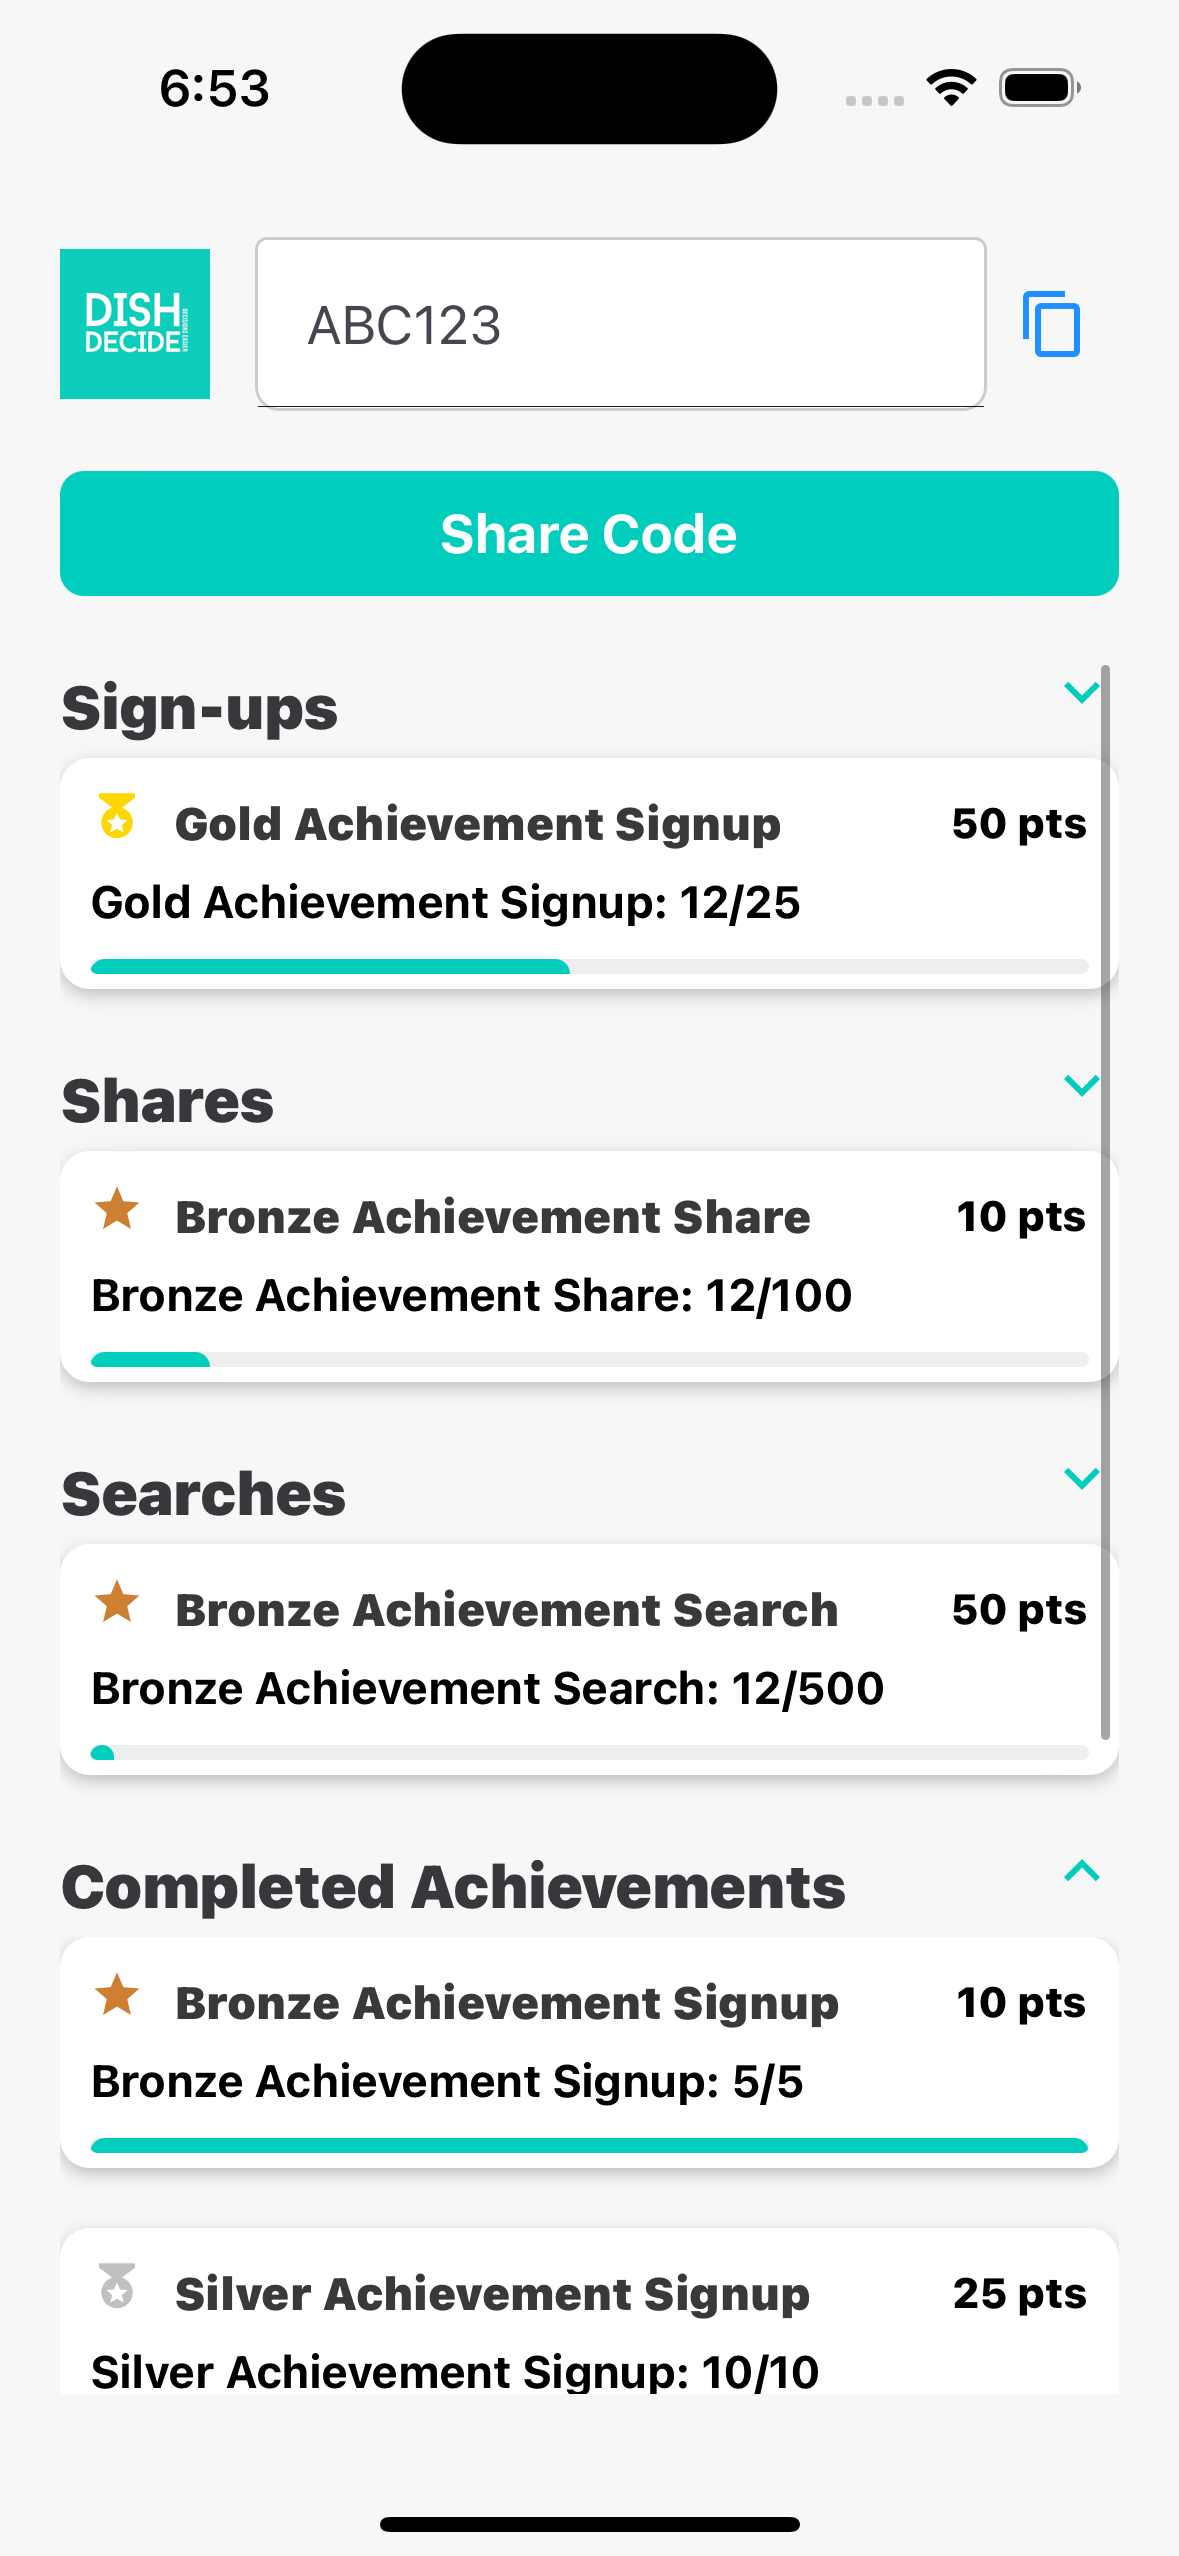 6:53
DISH
DECIDE
ABC123
Share Code
Sign-ups
Gold Achievement Signup 50 pts
Gold Achievement Signup: 12/25
Shares
Bronze Achievement Share 10 pts
Bronze Achievement Share: 12/100
Searches
Bronze Achievement Search 50 pts
Bronze Achievement Search: 12/500
Completed Achievements
Bronze Achievement Signup 10 pts
Bronze Achievement Signup: 5/5
Silver Achievement Signup 25 pts
Silver Achievement Signup: 10/10